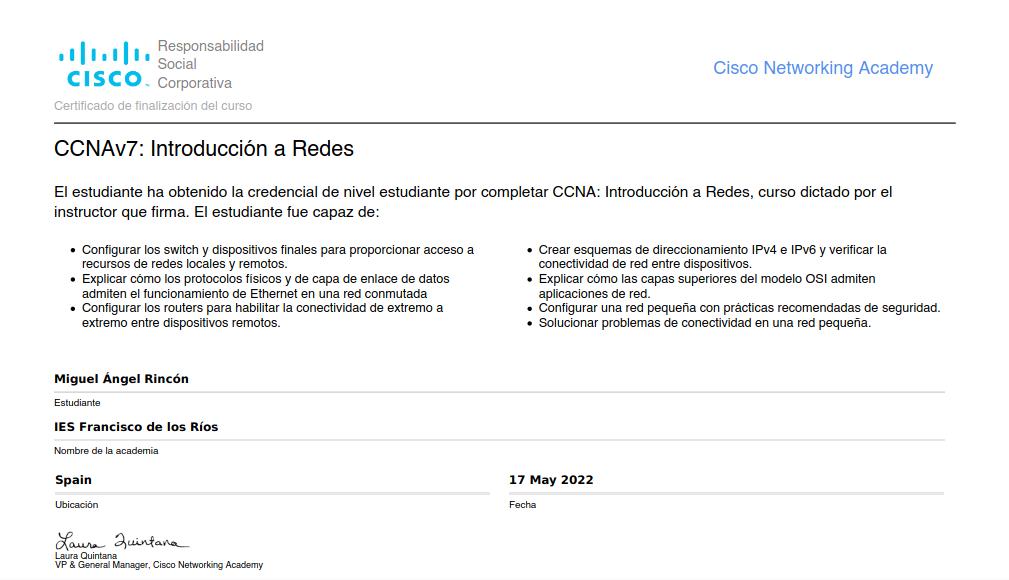 Responsabilidad
Social
Corporativa
CISCO
Cisco Networking Academy
Certificado de finalización del curso
CCNAv7: Introducción a Redes
El estudiante ha obtenido la credencial de nivel estudiante por completar CCNA: Introducción a Redes, curso dictado por el
instructor que firma. El estudiante fue capaz de:
• Configurar los switch y dispositivos finales para proporcionar acceso a
recursos de redes locales y remotos.
• Explicar cómo los protocolos físicos y de capa de enlace de datos
admiten el funcionamiento de Ethernet en una red conmutada
• Configurar los routers para habilitar la conectividad de extremo a
extremo entre dispositivos remotos.
• Crear esquemas de direccionamiento IPv4 e IPv6 y verificar la
conectividad de red entre dispositivos.
• Explicar cómo las capas superiores del modelo OSI admiten
aplicaciones de red.
• Configurar una red pequeña con prácticas recomendadas de seguridad.
• Solucionar problemas de conectividad en una red pequeña.
Miguel Ángel Rincón
Estudiante
IES Francisco de los Ríos
Nombre de la academia
Spain
Ubicación
17 May 2022
Fecha
Laura Quintana
Laura Quintana
VP & General Manager, Cisco Networking Academy